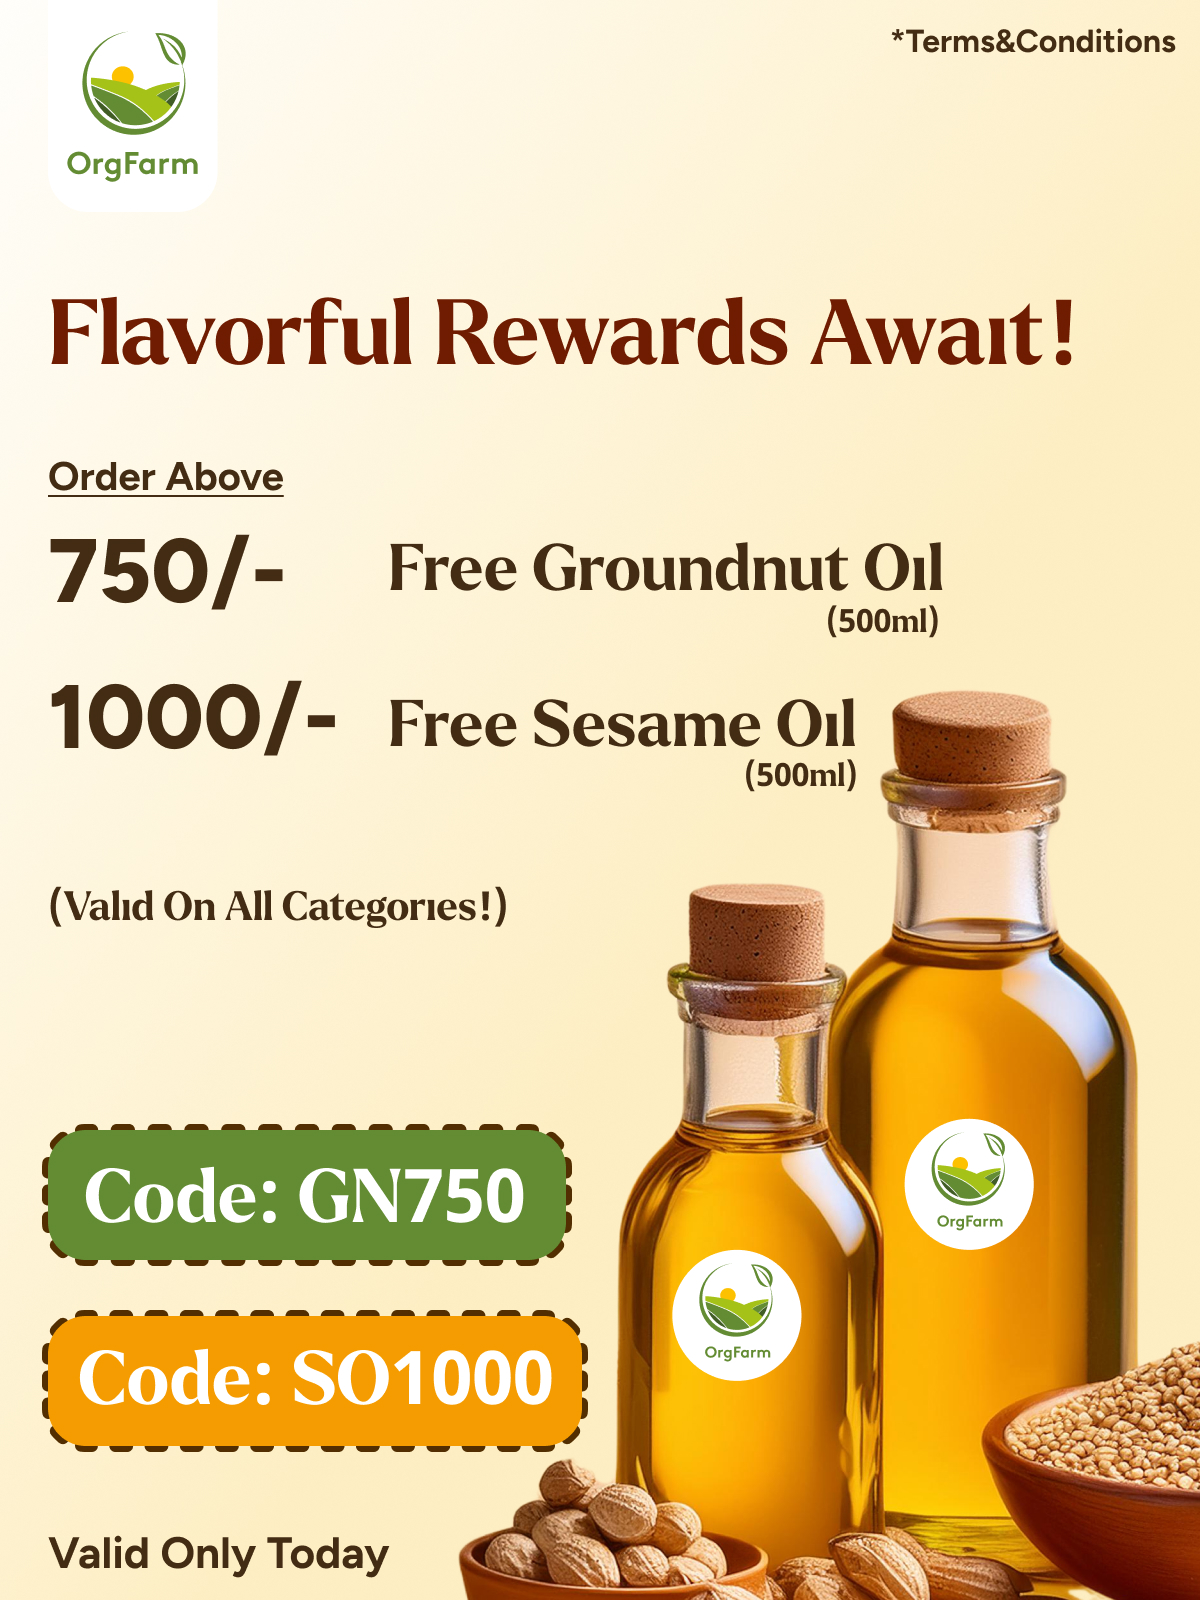 OrgFarm
*Terms&Conditions
Flavorful Rewards Await!
Order Above
750/- Free Groundnut Oil
(500ml)
1000/- Free Sesame Oil
(500ml)
(Valid On All Categories!)
Code: GN750
Code: SO1000
Valid Only Today
OrgFarm
OrgFarm